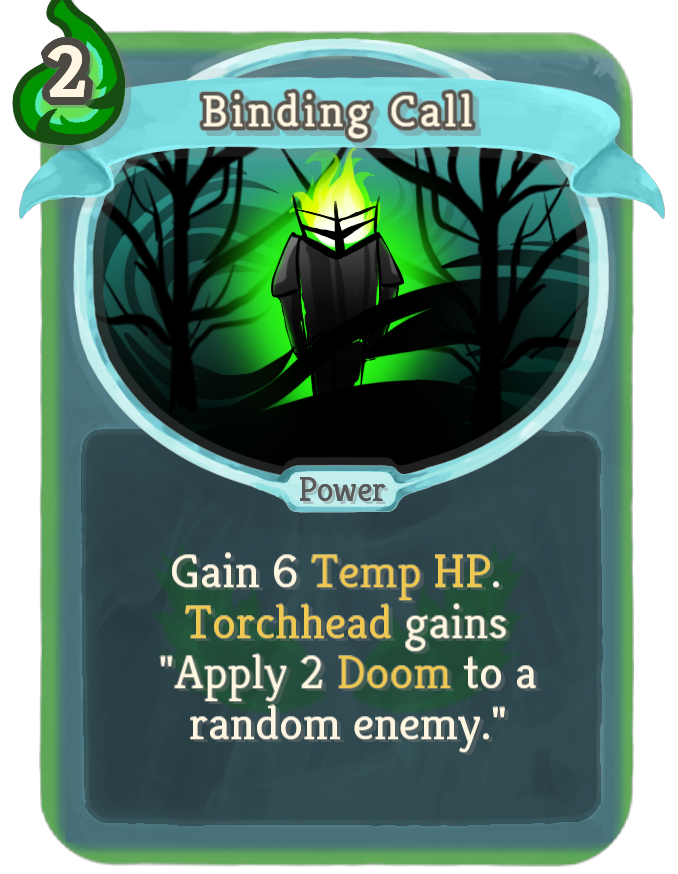 2
Binding Call
Power
Gain 6 Temp HP.
Torchhead gains
"Apply 2 Doom to a
random enemy."